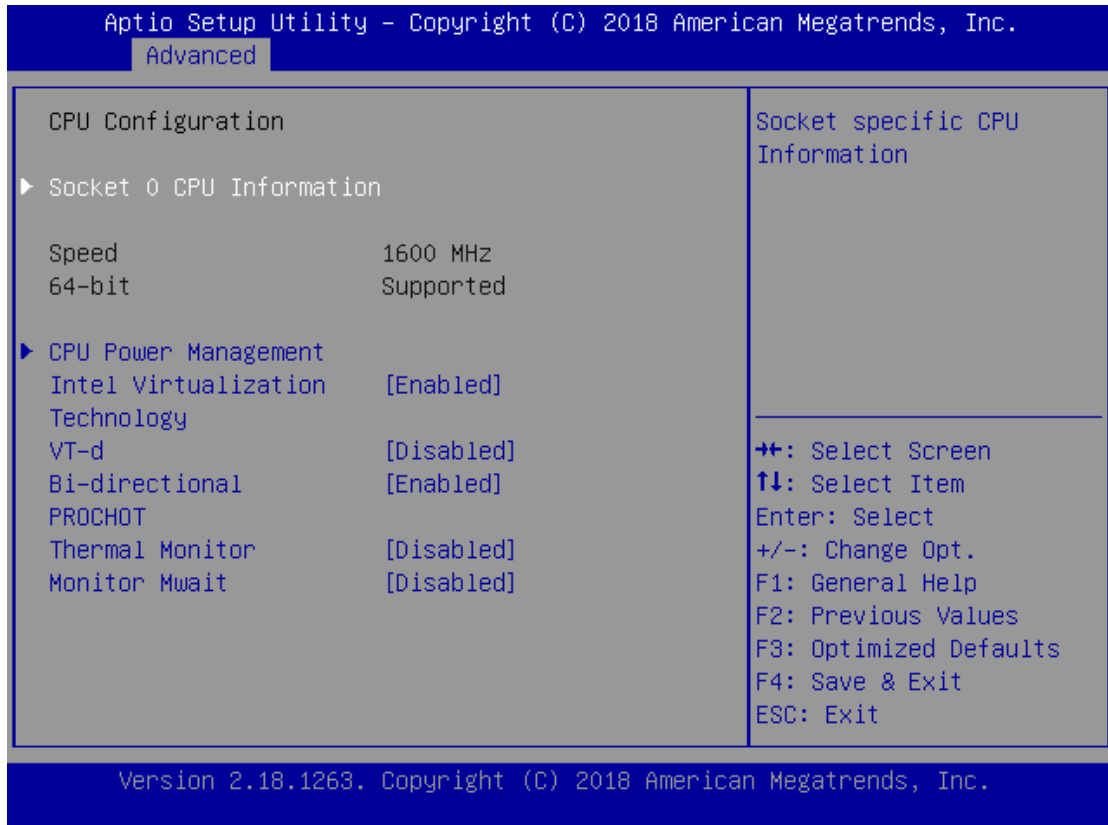 Aptio Setup Utility – Copyright (C) 2018 American Megatrends, Inc.
Advanced
CPU Configuration
Socket 0 CPU Information
Speed 1600 MHz
64-bit Supported
CPU Power Management
Intel Virtualization [Enabled]
Technology
VT-d [Disabled]
Bi-directional [Enabled]
PROCHOT
Thermal Monitor [Disabled]
Monitor Mwait [Disabled]
Socket specific CPU
Information
→←: Select Screen
↑↓: Select Item
Enter: Select
+/-: Change Opt.
F1: General Help
F2: Previous Values
F3: Optimized Defaults
F4: Save & Exit
ESC: Exit
Version 2.18.1263. Copyright (C) 2018 American Megatrends, Inc.